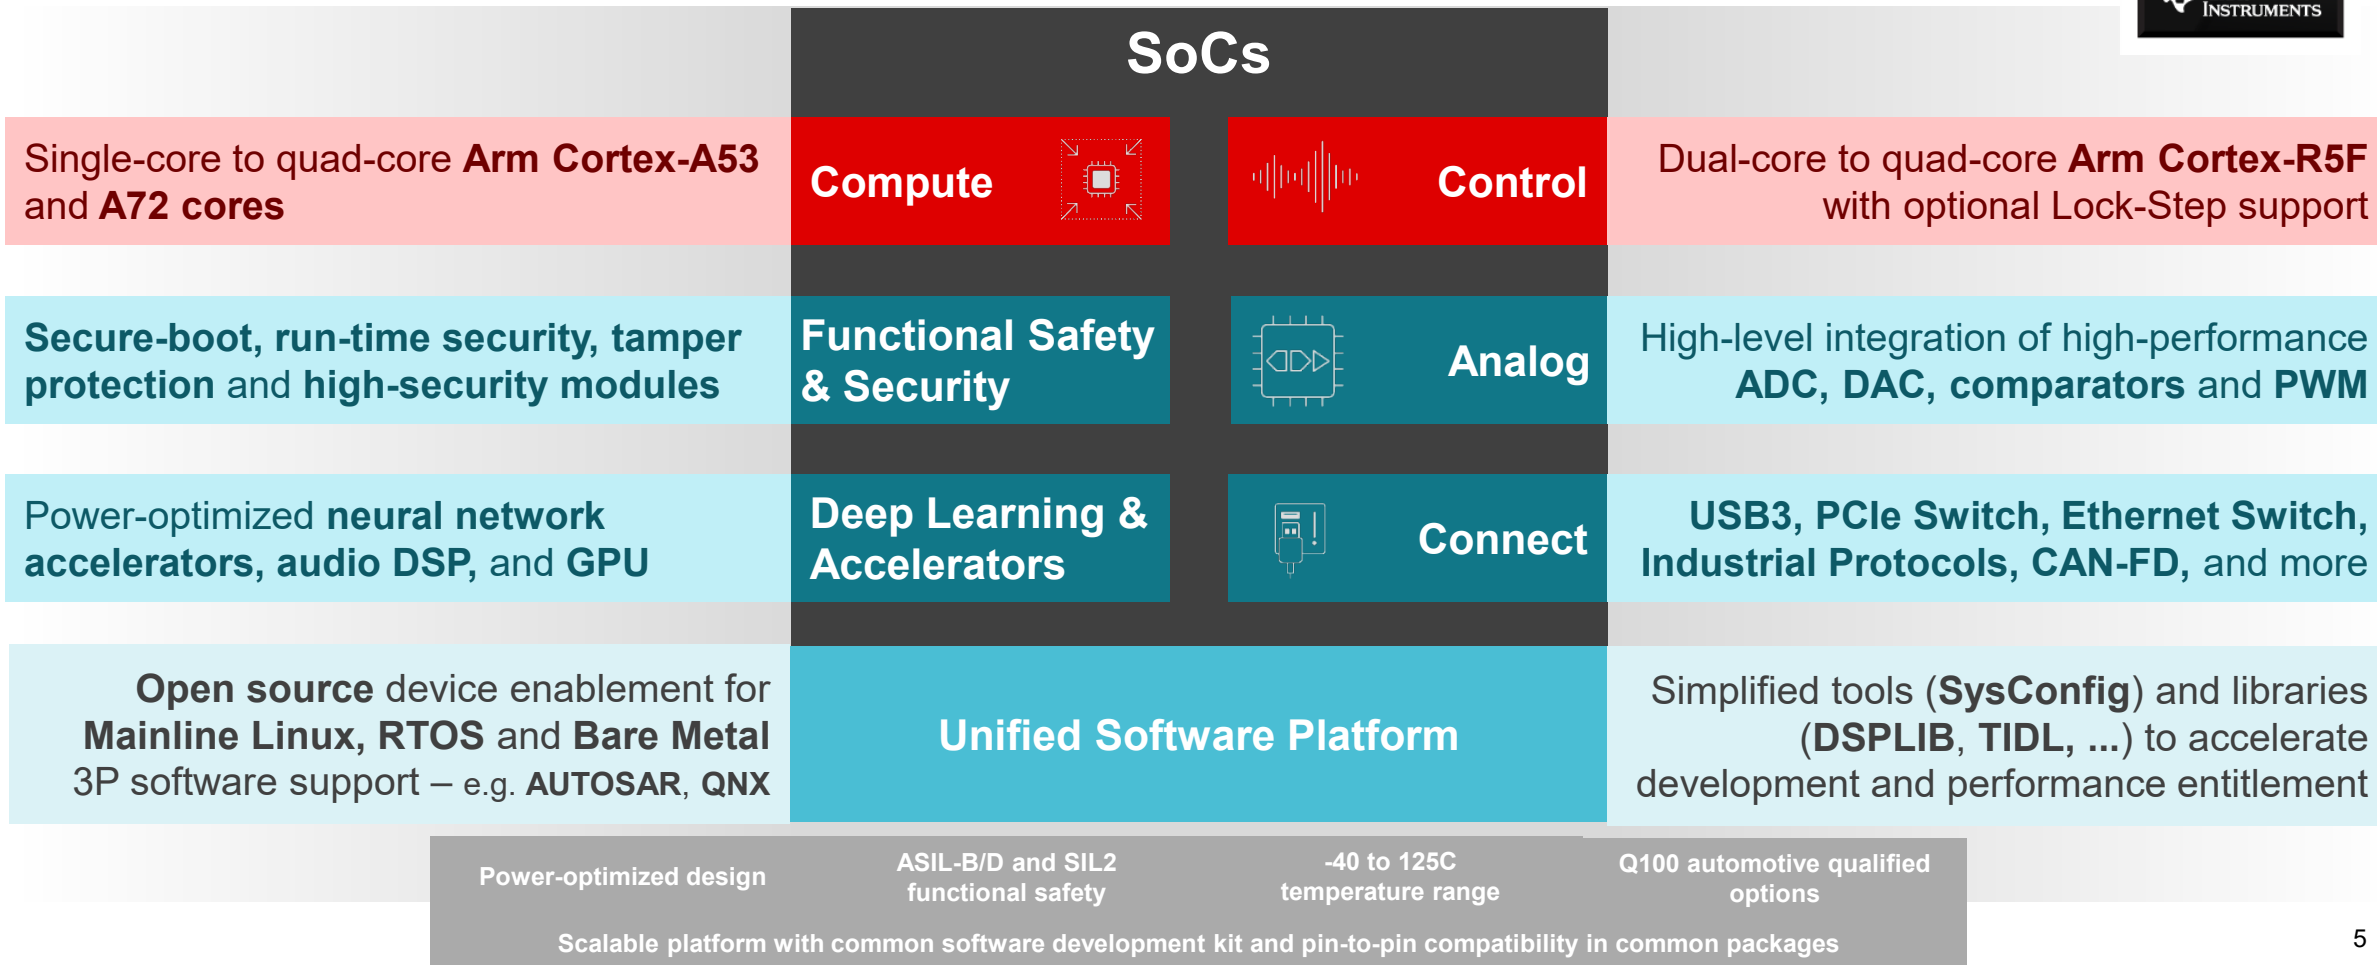 INSTRUMENTS
SoCs
Single-core to quad-core Arm Cortex-A53
and A72 cores
Compute
Control
Dual-core to quad-core Arm Cortex-R5F
with optional Lock-Step support
Secure-boot, run-time security, tamper
protection and high-security modules
Functional Safety
& Security
Analog
High-level integration of high-performance
ADC, DAC, comparators and PWM
Power-optimized neural network
accelerators, audio DSP, and GPU
Deep Learning &
Accelerators
Connect
USB3, PCIe Switch, Ethernet Switch,
Industrial Protocols, CAN-FD, and more
Open source device enablement for
Mainline Linux, RTOS and Bare Metal
3P software support – e.g. AUTOSAR, QNX
Unified Software Platform
Simplified tools (SysConfig) and libraries
(DSPLIB, TIDL, ...) to accelerate
development and performance entitlement
Power-optimized design
ASIL-B/D and SIL2
functional safety
-40 to 125C
temperature range
Q100 automotive qualified
options
Scalable platform with common software development kit and pin-to-pin compatibility in common packages
5